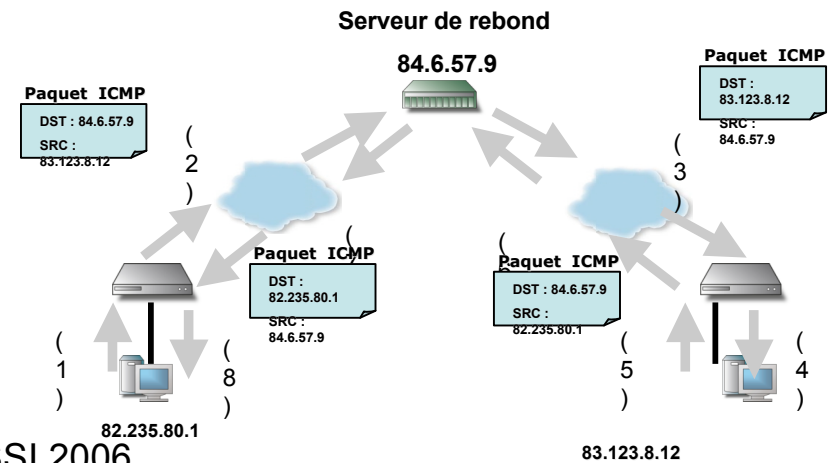 Serveur de rebond
84.6.57.9
Paquet ICMP
DST : 84.6.57.9
SRC :
83.123.8.12
Paquet ICMP
DST :
83.123.8.12
SRC :
84.6.57.9
(2)
(3)
Paquet ICMP
DST :
82.235.80.1
SRC :
84.6.57.9
Paquet ICMP
DST : 84.6.57.9
SRC :
82.235.80.1
(1)
(8)
(5)
(4)
82.235.80.1
83.123.8.12
SI 2006